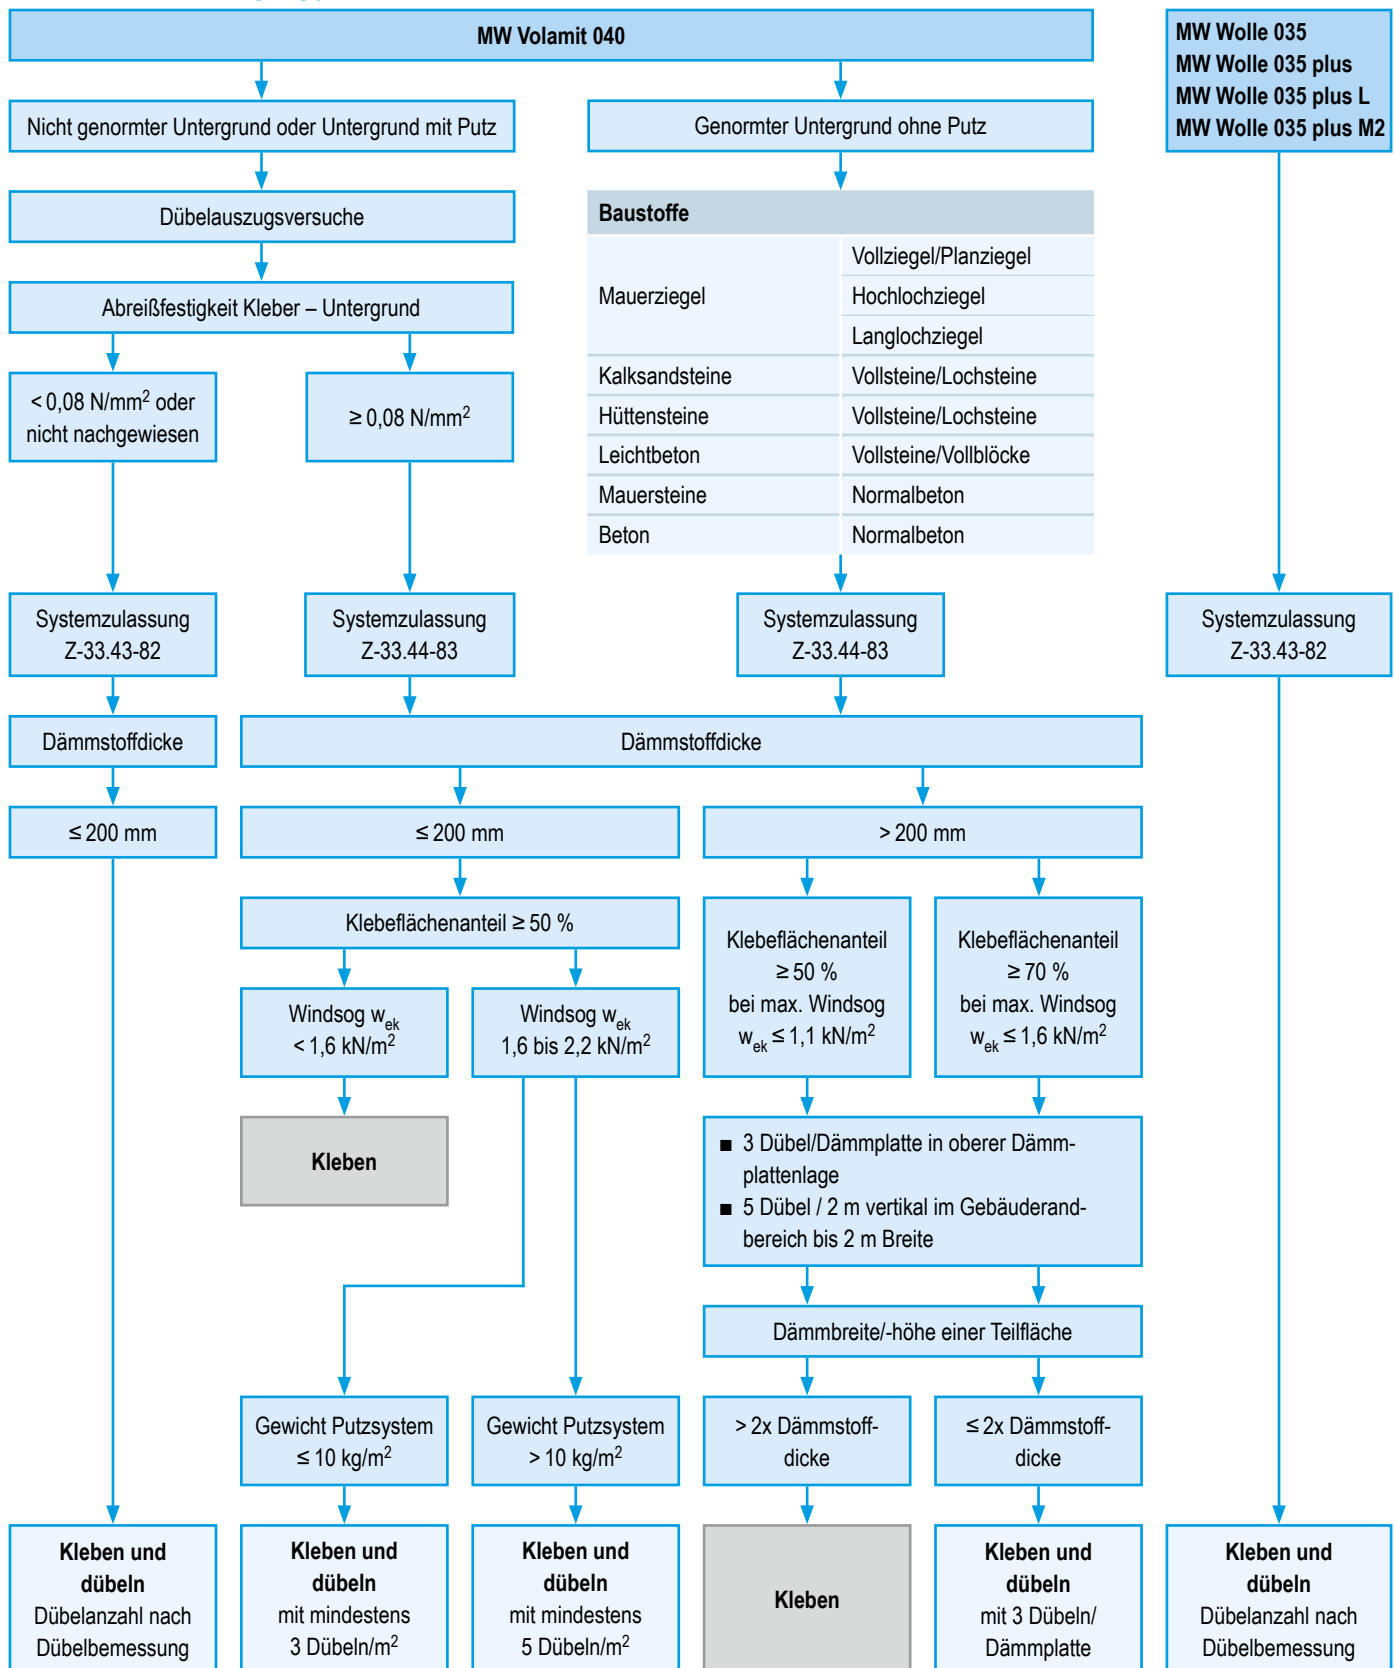 MW Volamit 040
MW Wolle 035
MW Wolle 035 plus
MW Wolle 035 plus L
MW Wolle 035 plus M2
Nicht genormter Untergrund oder Untergrund mit Putz
Genormter Untergrund ohne Putz
Dübelauszugsversuche
Abreißfestigkeit Kleber – Untergrund
< 0,08 N/mm² oder
nicht nachgewiesen
≥ 0,08 N/mm²
Baustoffe
Mauerziegel
Vollziegel/Planziegel
Hochlochziegel
Langlochziegel
Kalksandsteine Vollsteine/Lochsteine
Hüttensteine Vollsteine/Lochsteine
Leichtbeton Vollsteine/Vollblöcke
Mauersteine Normalbeton
Beton Normalbeton
Systemzulassung
Z-33.43-82
Systemzulassung
Z-33.44-83
Systemzulassung
Z-33.44-83
Systemzulassung
Z-33.43-82
Dämmstoffdicke
Dämmstoffdicke
≤ 200 mm
≤ 200 mm
> 200 mm
Klebeflächenanteil ≥ 50 %
Klebeflächenanteil
≥ 50 %
bei max. Windsog
wek ≤ 1,1 kN/m²
Klebeflächenanteil
≥ 70 %
bei max. Windsog
wek ≤ 1,6 kN/m²
Windsog wek
< 1,6 kN/m²
Windsog wek
1,6 bis 2,2 kN/m²
Kleben
■ 3 Dübel/Dämmplatte in oberer Dämm-
plattenlage
■ 5 Dübel / 2 m vertikal im Gebäuderand-
bereich bis 2 m Breite
Dämmbreite/-höhe einer Teilfläche
Gewicht Putzsystem
≤ 10 kg/m²
Gewicht Putzsystem
> 10 kg/m²
> 2x Dämmstoff-
dicke
≤ 2x Dämmstoff-
dicke
Kleben und
dübeln
Dübelanzahl nach
Dübelbemessung
Kleben und
dübeln
mit mindestens
3 Dübeln/m²
Kleben und
dübeln
mit mindestens
5 Dübeln/m²
Kleben
Kleben und
dübeln
mit 3 Dübeln/
Dämmplatte
Kleben und
dübeln
Dübelanzahl nach
Dübelbemessung